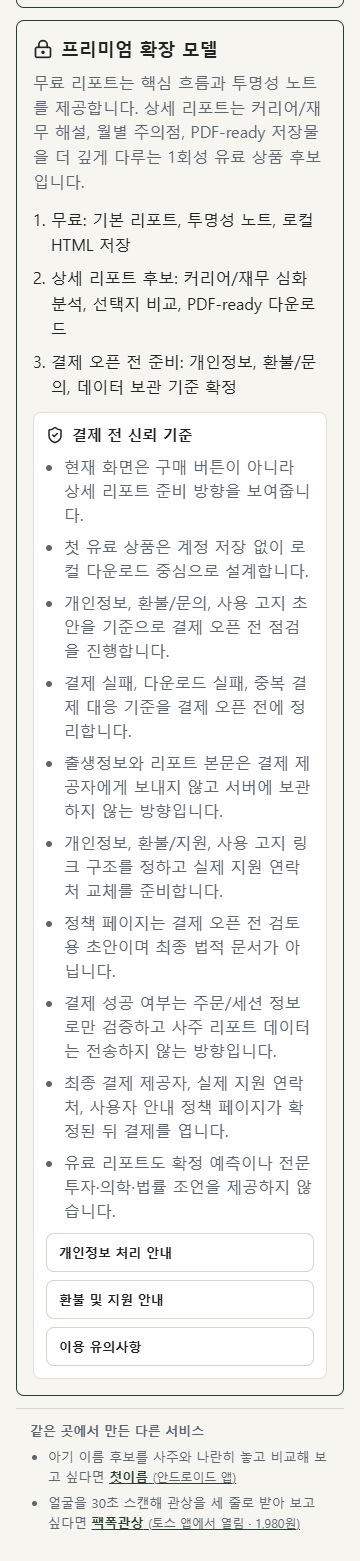 프리미엄 확장 모델
무료 리포트는 핵심 흐름과 투명성 노트
를 제공합니다. 상세 리포트는 커리어/재
무 해설, 월별 주의점, PDF-ready 저장물
을 더 깊게 다루는 1회성 유료 상품 후보
입니다.
1. 무료: 기본 리포트, 투명성 노트, 로컬
HTML 저장
2. 상세 리포트 후보: 커리어/재무 심화
분석, 선택지 비교, PDF-ready 다운로
드
3. 결제 오픈 전 준비: 개인정보, 환불/문
의, 데이터 보관 기준 확정
결제 전 신뢰 기준
• 현재 화면은 구매 버튼이 아니라
상세 리포트 준비 방향을 보여줍니
다.
• 첫 유료 상품은 계정 저장 없이 로
컬 다운로드 중심으로 설계합니다.
• 개인정보, 환불/문의, 사용 고지 초
안을 기준으로 결제 오픈 전 점검
을 진행합니다.
• 결제 실패, 다운로드 실패, 중복 결
제 대응 기준을 결제 오픈 전에 정
리합니다.
• 출생정보와 리포트 본문은 결제 제
공자에게 보내지 않고 서버에 보관
하지 않는 방향입니다.
• 개인정보, 환불/지원, 사용 고지 링
크 구조를 정하고 실제 지원 연락
처 교체를 준비합니다.
• 정책 페이지는 결제 오픈 전 검토
용 초안이며 최종 법적 문서가 아
닙니다.
• 결제 성공 여부는 주문/세션 정보
로만 검증하고 사주 리포트 데이터
는 전송하지 않는 방향입니다.
• 최종 결제 제공자, 실제 지원 연락
처, 사용자 안내 정책 페이지가 확
정된 뒤 결제를 엽니다.
• 유료 리포트도 확정 예측이나 전문
투자·의학·법률 조언을 제공하지 않
습니다.
개인정보 처리 안내
환불 및 지원 안내
이용 유의사항
같은 곳에서 만든 다른 서비스
• 아기 이름 후보를 사주와 나란히 놓고 비교해 보
고 싶다면 첫이름 (안드로이드 앱)
• 얼굴을 30초 스캔해 관상을 세 줄로 받아 보고
싶다면 팩폭관상 (토스 앱에서 열림 · 1,980원)